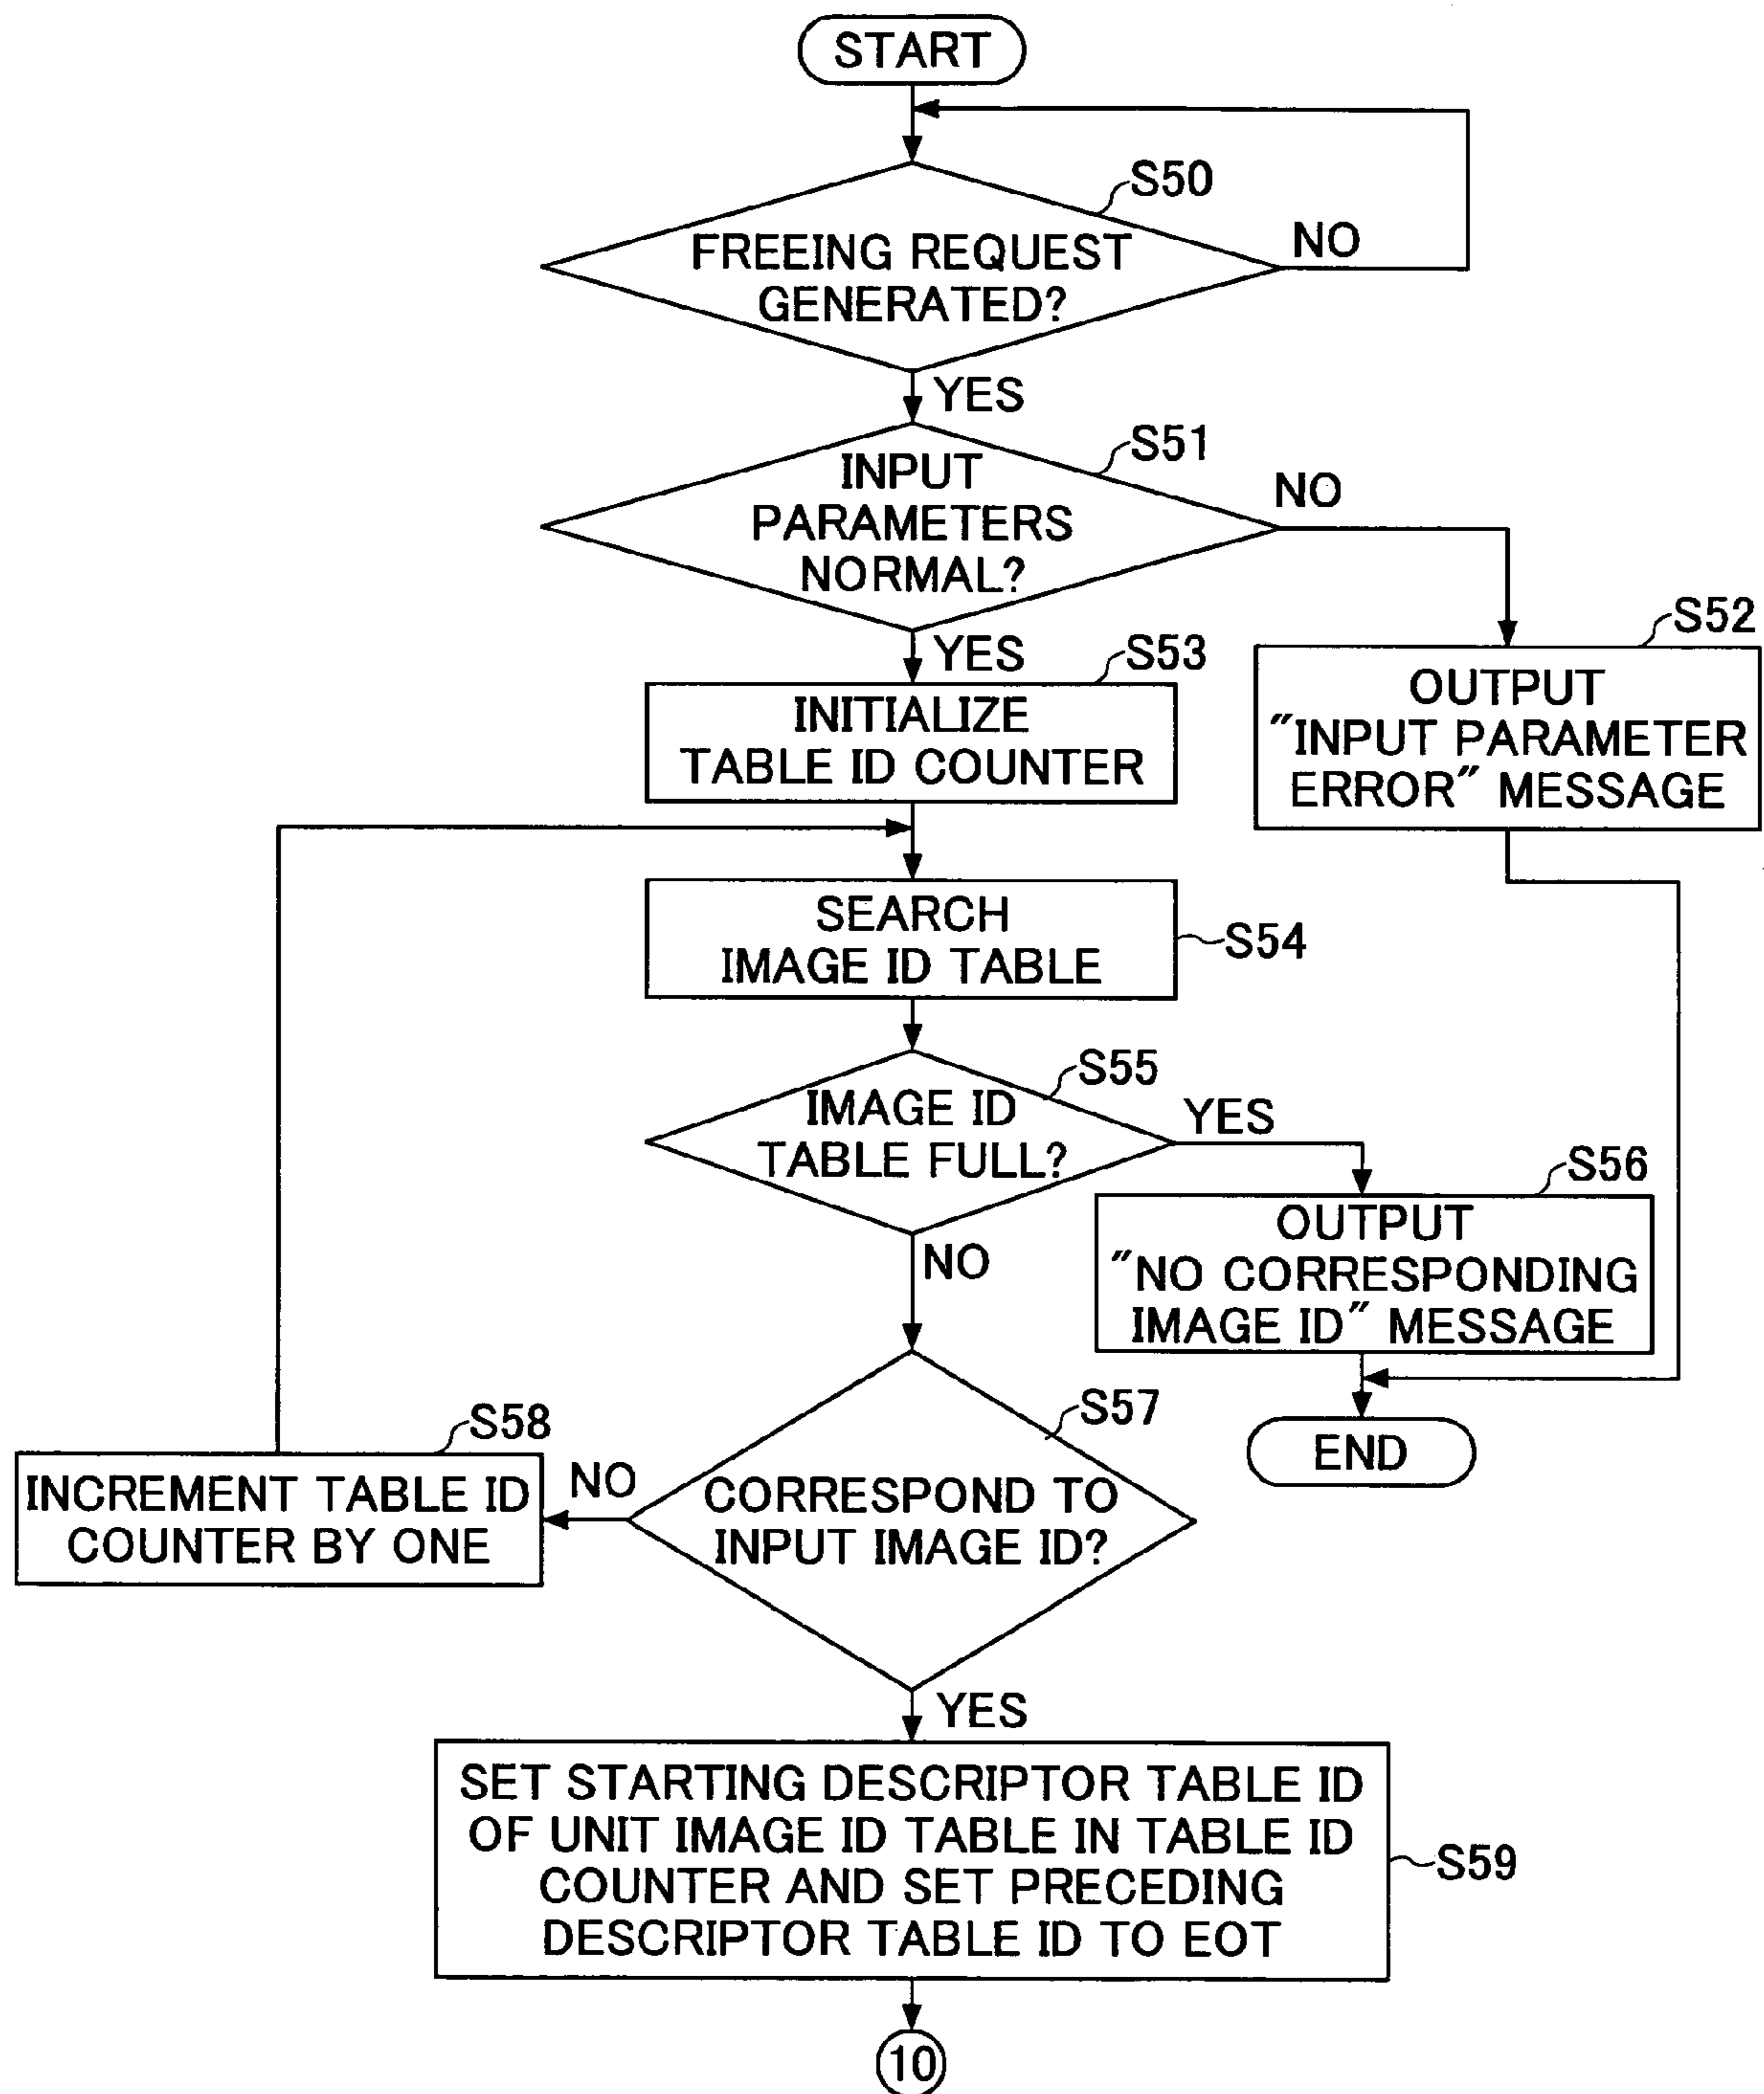 START
S50
FREEING REQUEST
GENERATED?
NO
YES
S51
INPUT
PARAMETERS
NORMAL?
NO
YES
S52
OUTPUT
"INPUT PARAMETER
ERROR" MESSAGE
S53
INITIALIZE
TABLE ID COUNTER
SEARCH
IMAGE ID TABLE
S54
S55
IMAGE ID
TABLE FULL?
YES
NO
S56
OUTPUT
"NO CORRESPONDING
IMAGE ID" MESSAGE
END
S57
CORRESPOND TO
INPUT IMAGE ID?
NO
S58
INCREMENT TABLE ID
COUNTER BY ONE
YES
SET STARTING DESCRIPTOR TABLE ID
OF UNIT IMAGE ID TABLE IN TABLE ID
COUNTER AND SET PRECEDING
DESCRIPTOR TABLE ID TO EOT
S59
10